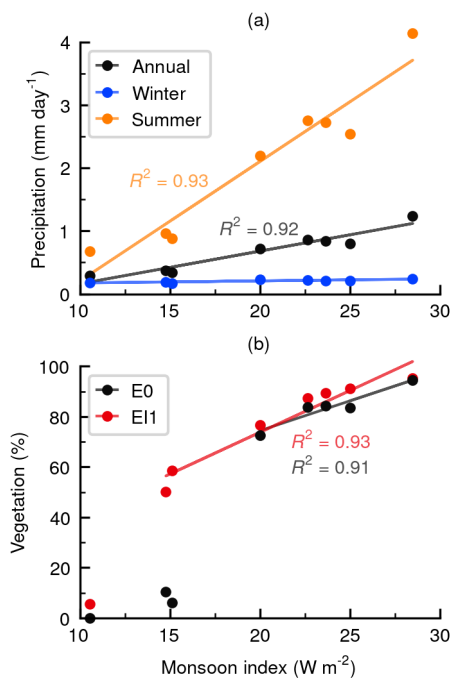 (a)
4
3
2
1
0
Precipitation (mm day⁻¹)
Annual
Winter
Summer
R² = 0.93
R² = 0.92
10
15
20
25
30
(b)
100
80
60
40
20
0
Vegetation (%)
E0
EI1
R² = 0.93
R² = 0.91
10
15
20
25
30
Monsoon index (W m⁻²)